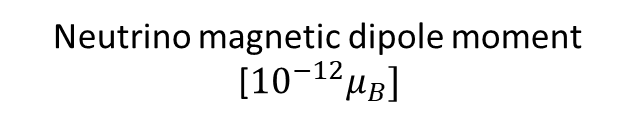 Neutrino magnetic dipole moment
[10⁻¹²μ_B]